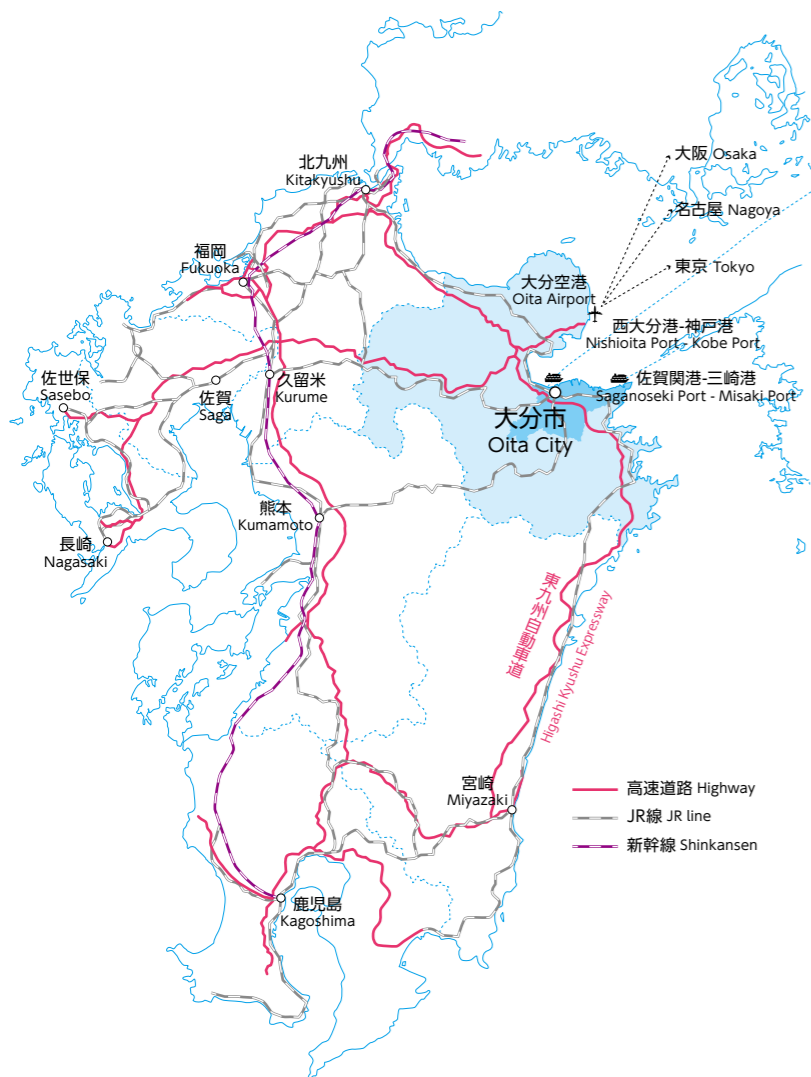 北九州
Kitakyushu
福岡
Fukuoka
大阪 Osaka
名古屋 Nagoya
東京 Tokyo
大分空港
Oita Airport
西大分港-神戸港
Nishioita Port - Kobe Port
佐賀関港-三崎港
Saganoseki Port - Misaki Port
佐世保
Sasebo
佐賀
Saga
久留米
Kurume
大分市
Oita City
熊本
Kumamoto
長崎
Nagasaki
東九州自動車道
Higashi Kyushu Expressway
宮崎
Miyazaki
高速道路 Highway
JR線 JR line
新幹線 Shinkansen
鹿児島
Kagoshima